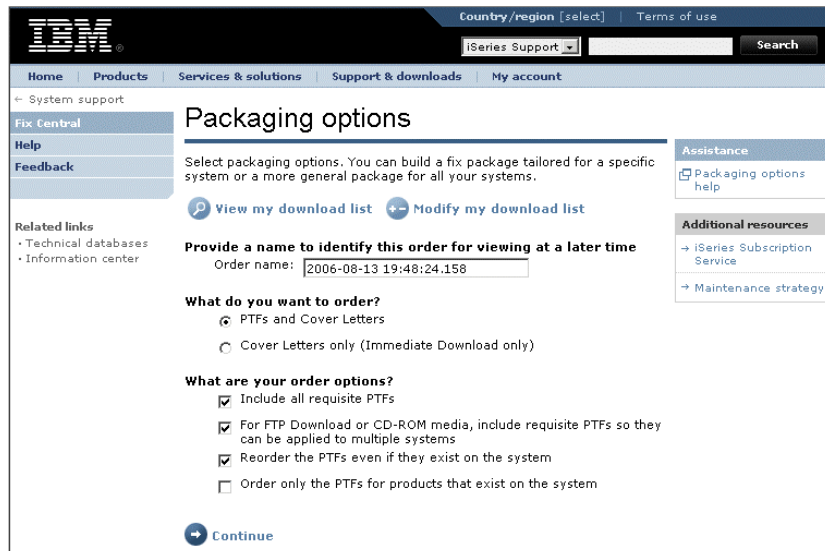 Country/region [select] | Terms of use
IBM®
iSeries Support
Search
Home | Products | Services & solutions | Support & downloads | My account
← System support
Fix Central
Help
Feedback
Related links
· Technical databases
· Information center
Packaging options
Select packaging options. You can build a fix package tailored for a specific
system or a more general package for all your systems.
View my download list
Modify my download list
Provide a name to identify this order for viewing at a later time
Order name: 2006-08-13 19:48:24.158
What do you want to order?
PTFs and Cover Letters
Cover Letters only (Immediate Download only)
What are your order options?
Include all requisite PTFs
For FTP Download or CD-ROM media, include requisite PTFs so they
can be applied to multiple systems
Reorder the PTFs even if they exist on the system
Order only the PTFs for products that exist on the system
Continue
Assistance
Packaging options
help
Additional resources
→ iSeries Subscription
Service
→ Maintenance strategy